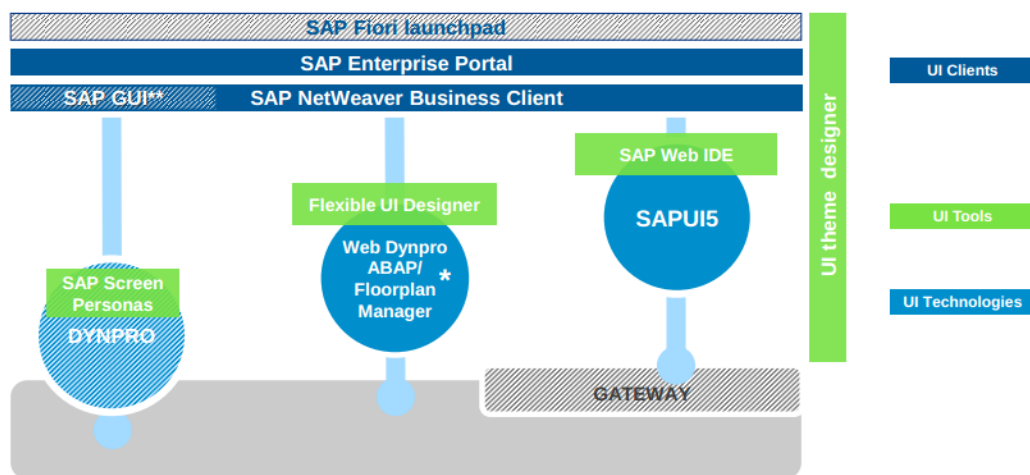 SAP Fiori launchpad
SAP Enterprise Portal
SAP GUI**
SAP NetWeaver Business Client
UI theme designer
UI Clients
SAP Web IDE
SAPUI5
Flexible UI Designer
Web Dynpro
ABAP/
Floorplan *
Manager
UI Tools
SAP Screen
Personas
DYNPRO
UI Technologies
GATEWAY